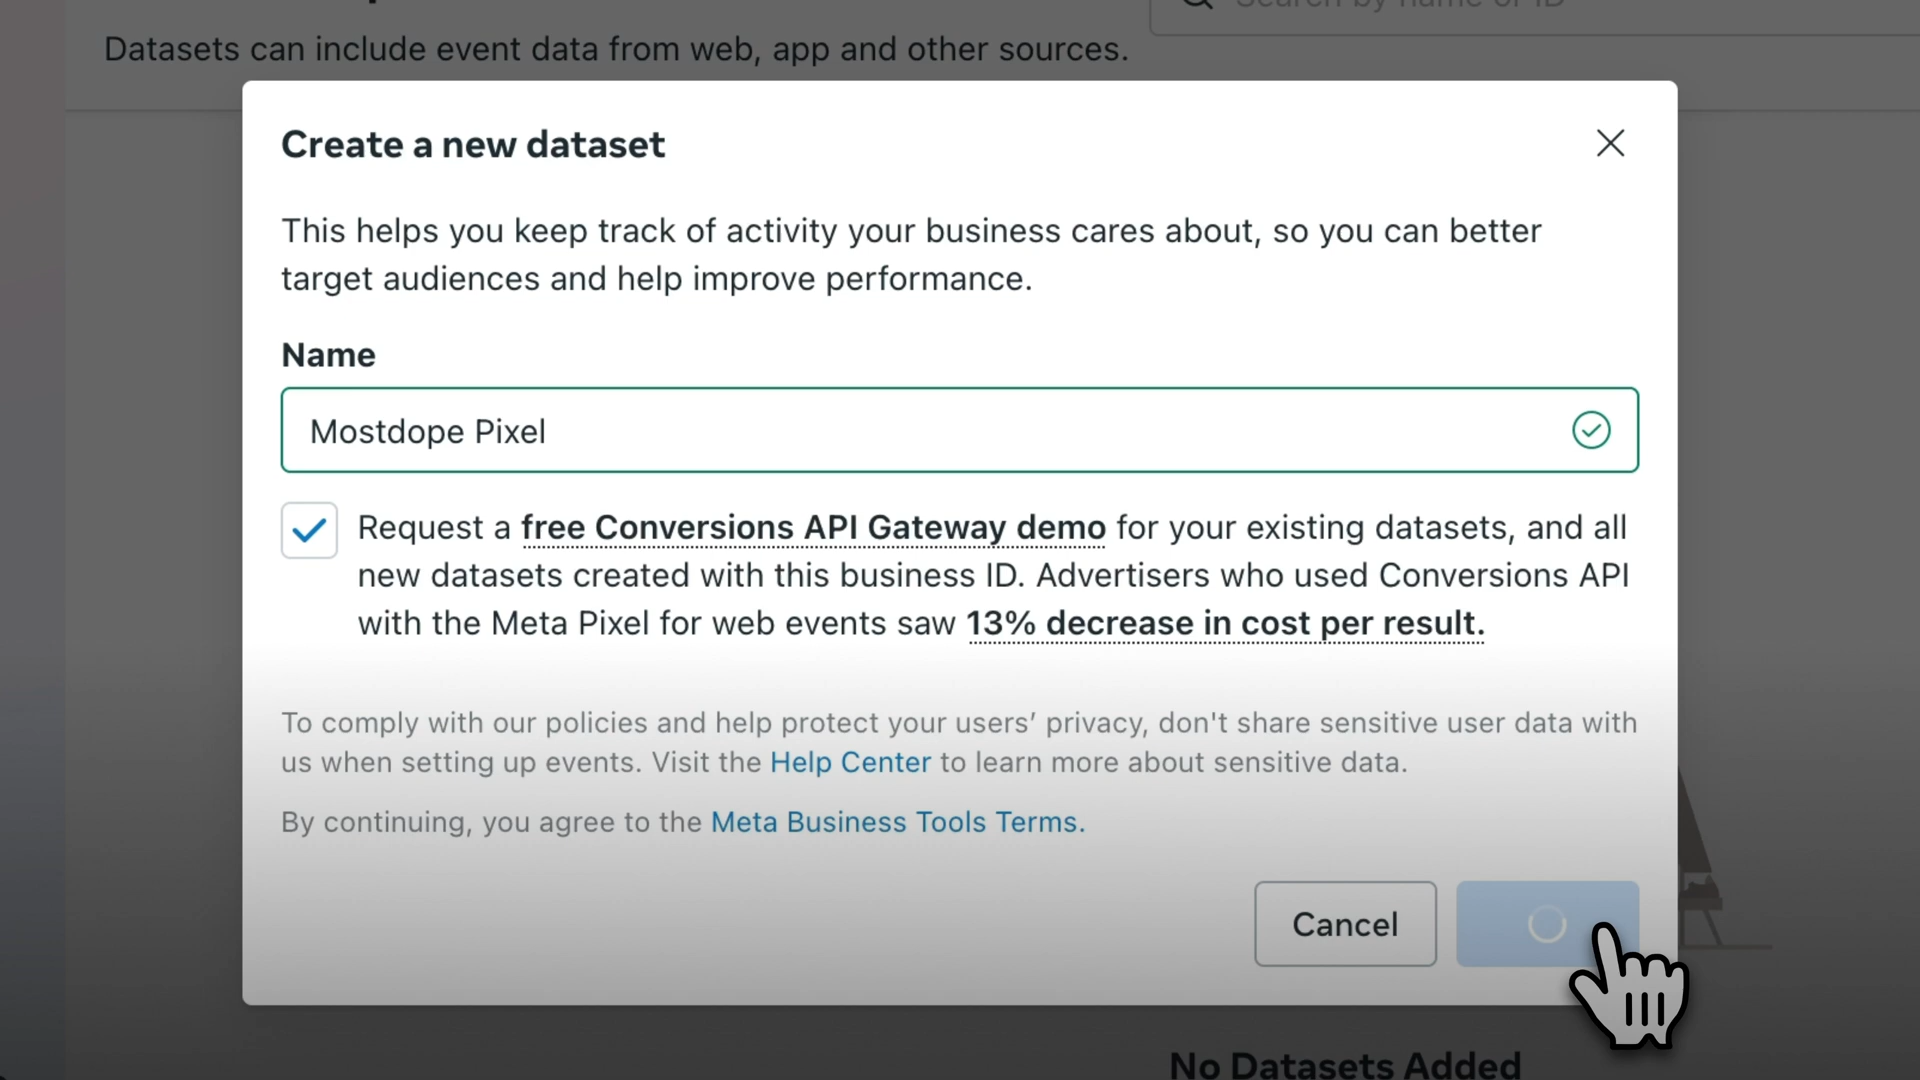 Search by name or ID
Datasets can include event data from web, app and other sources.
Create a new dataset
This helps you keep track of activity your business cares about, so you can better
target audiences and help improve performance.
Name
Mostdope Pixel
Request a free Conversions API Gateway demo for your existing datasets, and all
new datasets created with this business ID. Advertisers who used Conversions API
with the Meta Pixel for web events saw 13% decrease in cost per result.
To comply with our policies and help protect your users’ privacy, don't share sensitive user data with
us when setting up events. Visit the Help Center to learn more about sensitive data.
By continuing, you agree to the Meta Business Tools Terms.
Cancel
No Datasets Added